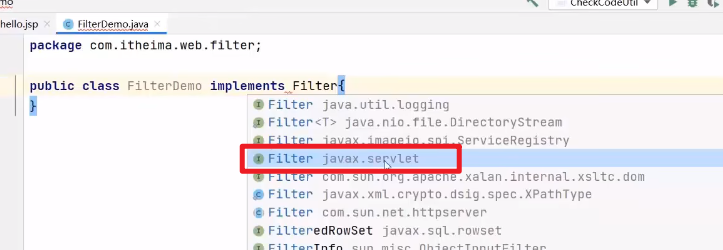 mo
hello.jsp × FilterDemo.java × CheckCodeUtil
package com.itheima.web.filter;
public class FilterDemo implements Filter{
}
Filter java.util.logging
Filter<T> java.nio.file.DirectoryStream
Filter javax.imageio.spi.ServiceRegistry
Filter javax.servlet
Filter com.sun.org.apache.xalan.internal.xsltc.dom
Filter javax.xml.crypto.dsig.spec.XPathType
Filter com.sun.net.httpserver
FilteredRowSet javax.sql.rowset
FilterInfo sun.misc.ObjectInputFilter